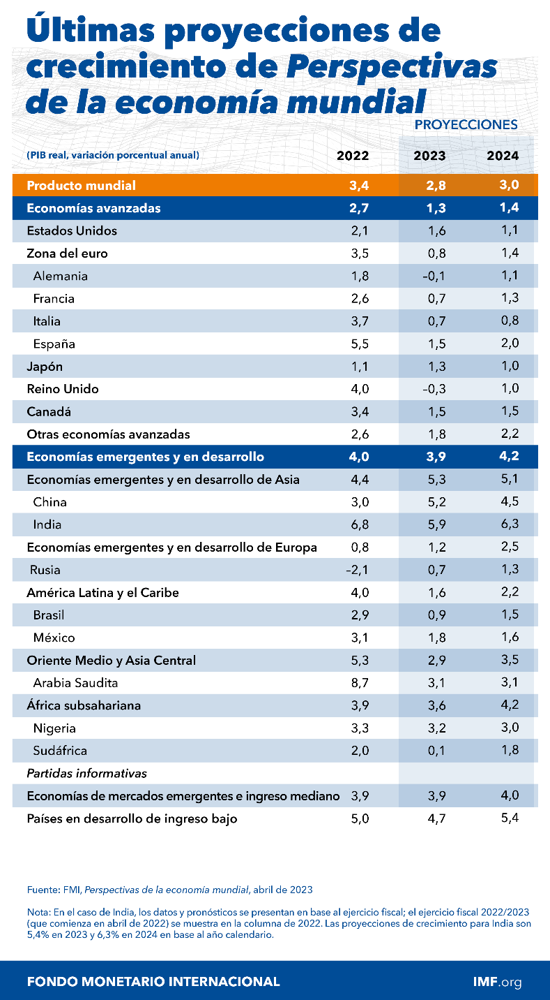 Últimas proyecciones de
crecimiento de Perspectivas
de la economía mundial
PROYECCIONES
(PIB real, variación porcentual anual) 2022 2023 2024
Producto mundial 3,4 2,8 3,0
Economías avanzadas 2,7 1,3 1,4
Estados Unidos 2,1 1,6 1,1
Zona del euro 3,5 0,8 1,4
Alemania 1,8 –0,1 1,1
Francia 2,6 0,7 1,3
Italia 3,7 0,7 0,8
España 5,5 1,5 2,0
Japón 1,1 1,3 1,0
Reino Unido 4,0 –0,3 1,0
Canadá 3,4 1,5 1,5
Otras economías avanzadas 2,6 1,8 2,2
Economías emergentes y en desarrollo 4,0 3,9 4,2
Economías emergentes y en desarrollo de Asia 4,4 5,3 5,1
China 3,0 5,2 4,5
India 6,8 5,9 6,3
Economías emergentes y en desarrollo de Europa 0,8 1,2 2,5
Rusia –2,1 0,7 1,3
América Latina y el Caribe 4,0 1,6 2,2
Brasil 2,9 0,9 1,5
México 3,1 1,8 1,6
Oriente Medio y Asia Central 5,3 2,9 3,5
Arabia Saudita 8,7 3,1 3,1
África subsahariana 3,9 3,6 4,2
Nigeria 3,3 3,2 3,0
Sudáfrica 2,0 0,1 1,8
Partidas informativas
Economías de mercados emergentes e ingreso mediano 3,9 3,9 4,0
Países en desarrollo de ingreso bajo 5,0 4,7 5,4
Fuente: FMI, Perspectivas de la economía mundial, abril de 2023
Nota: En el caso de India, los datos y pronósticos se presentan en base al ejercicio fiscal; el ejercicio fiscal 2022/2023
(que comienza en abril de 2022) se muestra en la columna de 2022. Las proyecciones de crecimiento para India son
5,4% en 2023 y 6,3% en 2024 en base al año calendario.
FONDO MONETARIO INTERNACIONAL IMF.org